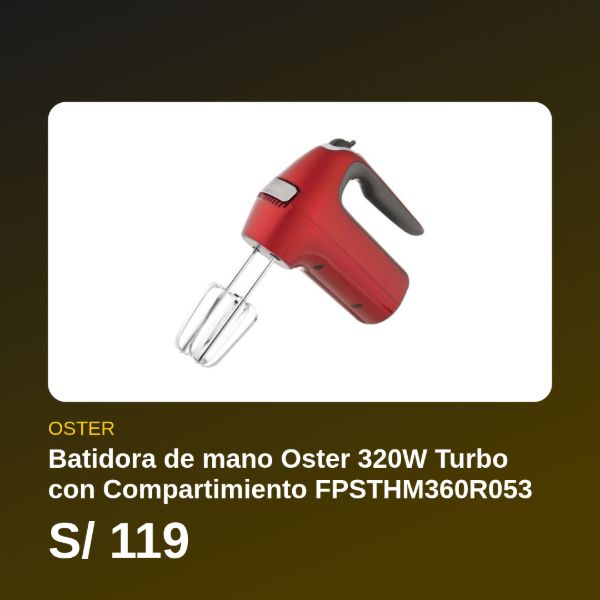 OSTER
Batidora de mano Oster 320W Turbo
con Compartimiento FPSTHM360R053
S/ 119